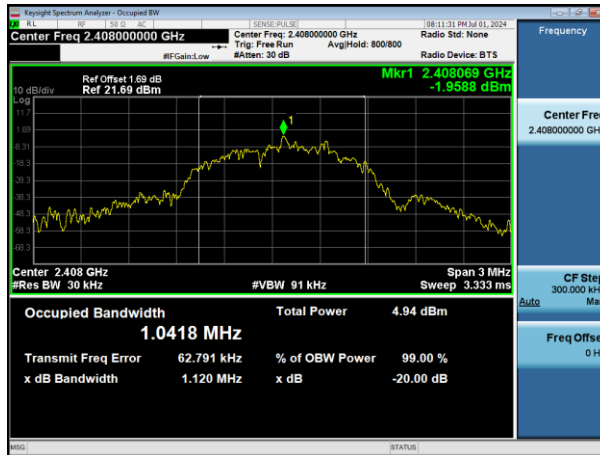 Keysight Spectrum Analyzer - Occupied BW
RL RF 50 Ω AC SENSE:PULSE 08:11:31 PM Jul 01, 2024
Center Freq 2.408000000 GHz
Center Freq: 2.408000000 GHz Radio Std: None
Trig: Free Run Avg|Hold: 800/800
#IFGain:Low #Atten: 30 dB Radio Device: BTS
Frequency
Ref Offset 1.69 dB
10 dB/div Ref 21.69 dBm
Log
Mkr1 2.408069 GHz
-1.9588 dBm
11.7
1.69
-8.31
-18.3
-28.3
-38.3
-48.3
-58.3
-68.3
1
Center 2.408 GHz Span 3 MHz
#Res BW 30 kHz #VBW 91 kHz Sweep 3.333 ms
Occupied Bandwidth Total Power 4.94 dBm
1.0418 MHz
Transmit Freq Error 62.791 kHz % of OBW Power 99.00 %
x dB Bandwidth 1.120 MHz x dB -20.00 dB
Center Fre
2.408000000 GH
CF Step
300.000 kH
Auto Ma
Freq Offse
0 H
MSG STATUS